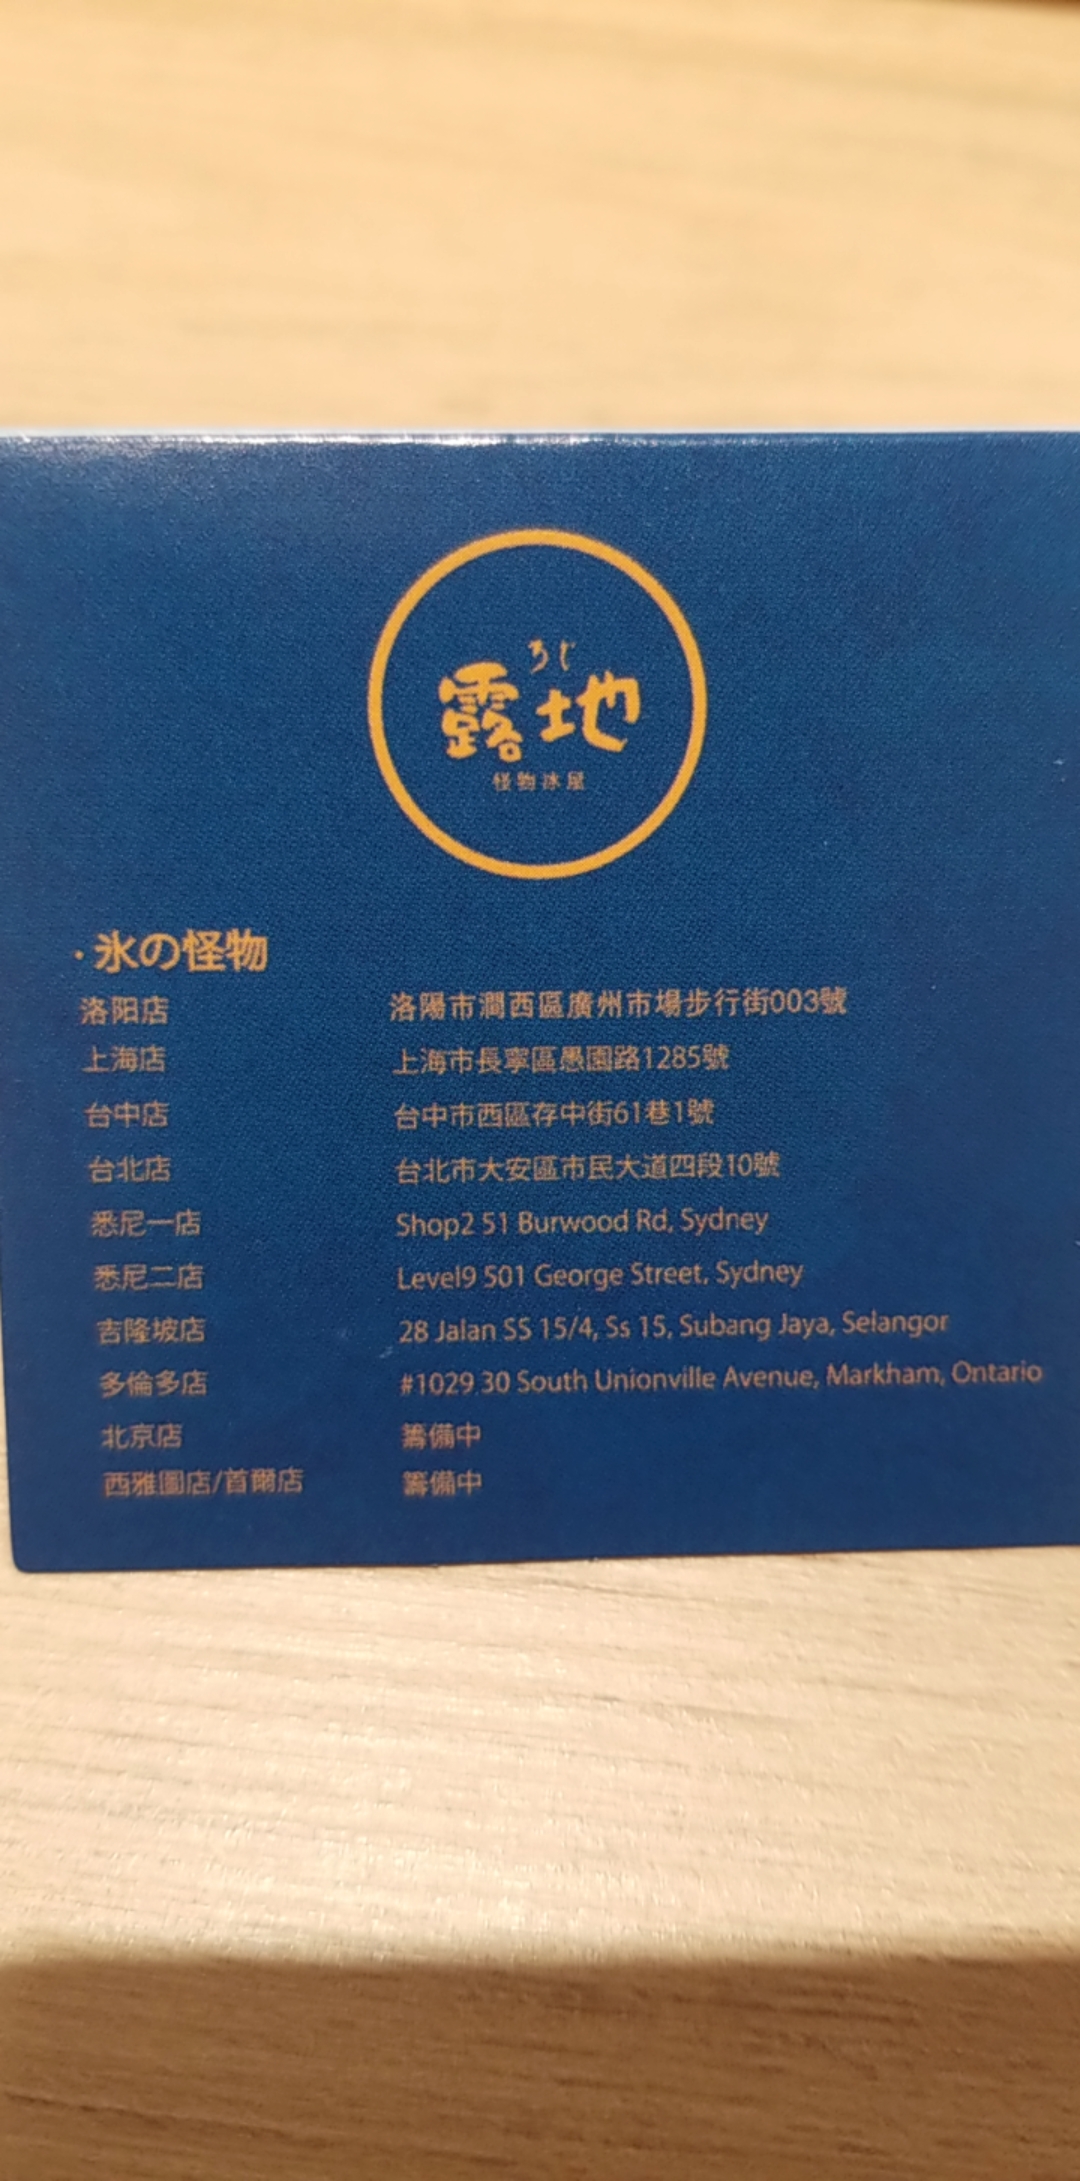 ろじ
露地
怪物冰屋
·氷の怪物
洛阳店 洛陽市澗西區廣州市場步行街003號
上海店 上海市長寧區愚園路1285號
台中店 台中市西區存中街61巷1號
台北店 台北市大安區市民大道四段10號
悉尼一店 Shop2 51 Burwood Rd, Sydney
悉尼二店 Level9 501 George Street, Sydney
吉隆坡店 28 Jalan SS 15/4, Ss 15, Subang Jaya, Selangor
多倫多店 #1029 30 South Unionville Avenue, Markham, Ontario
北京店 籌備中
西雅圖店/首爾店 籌備中